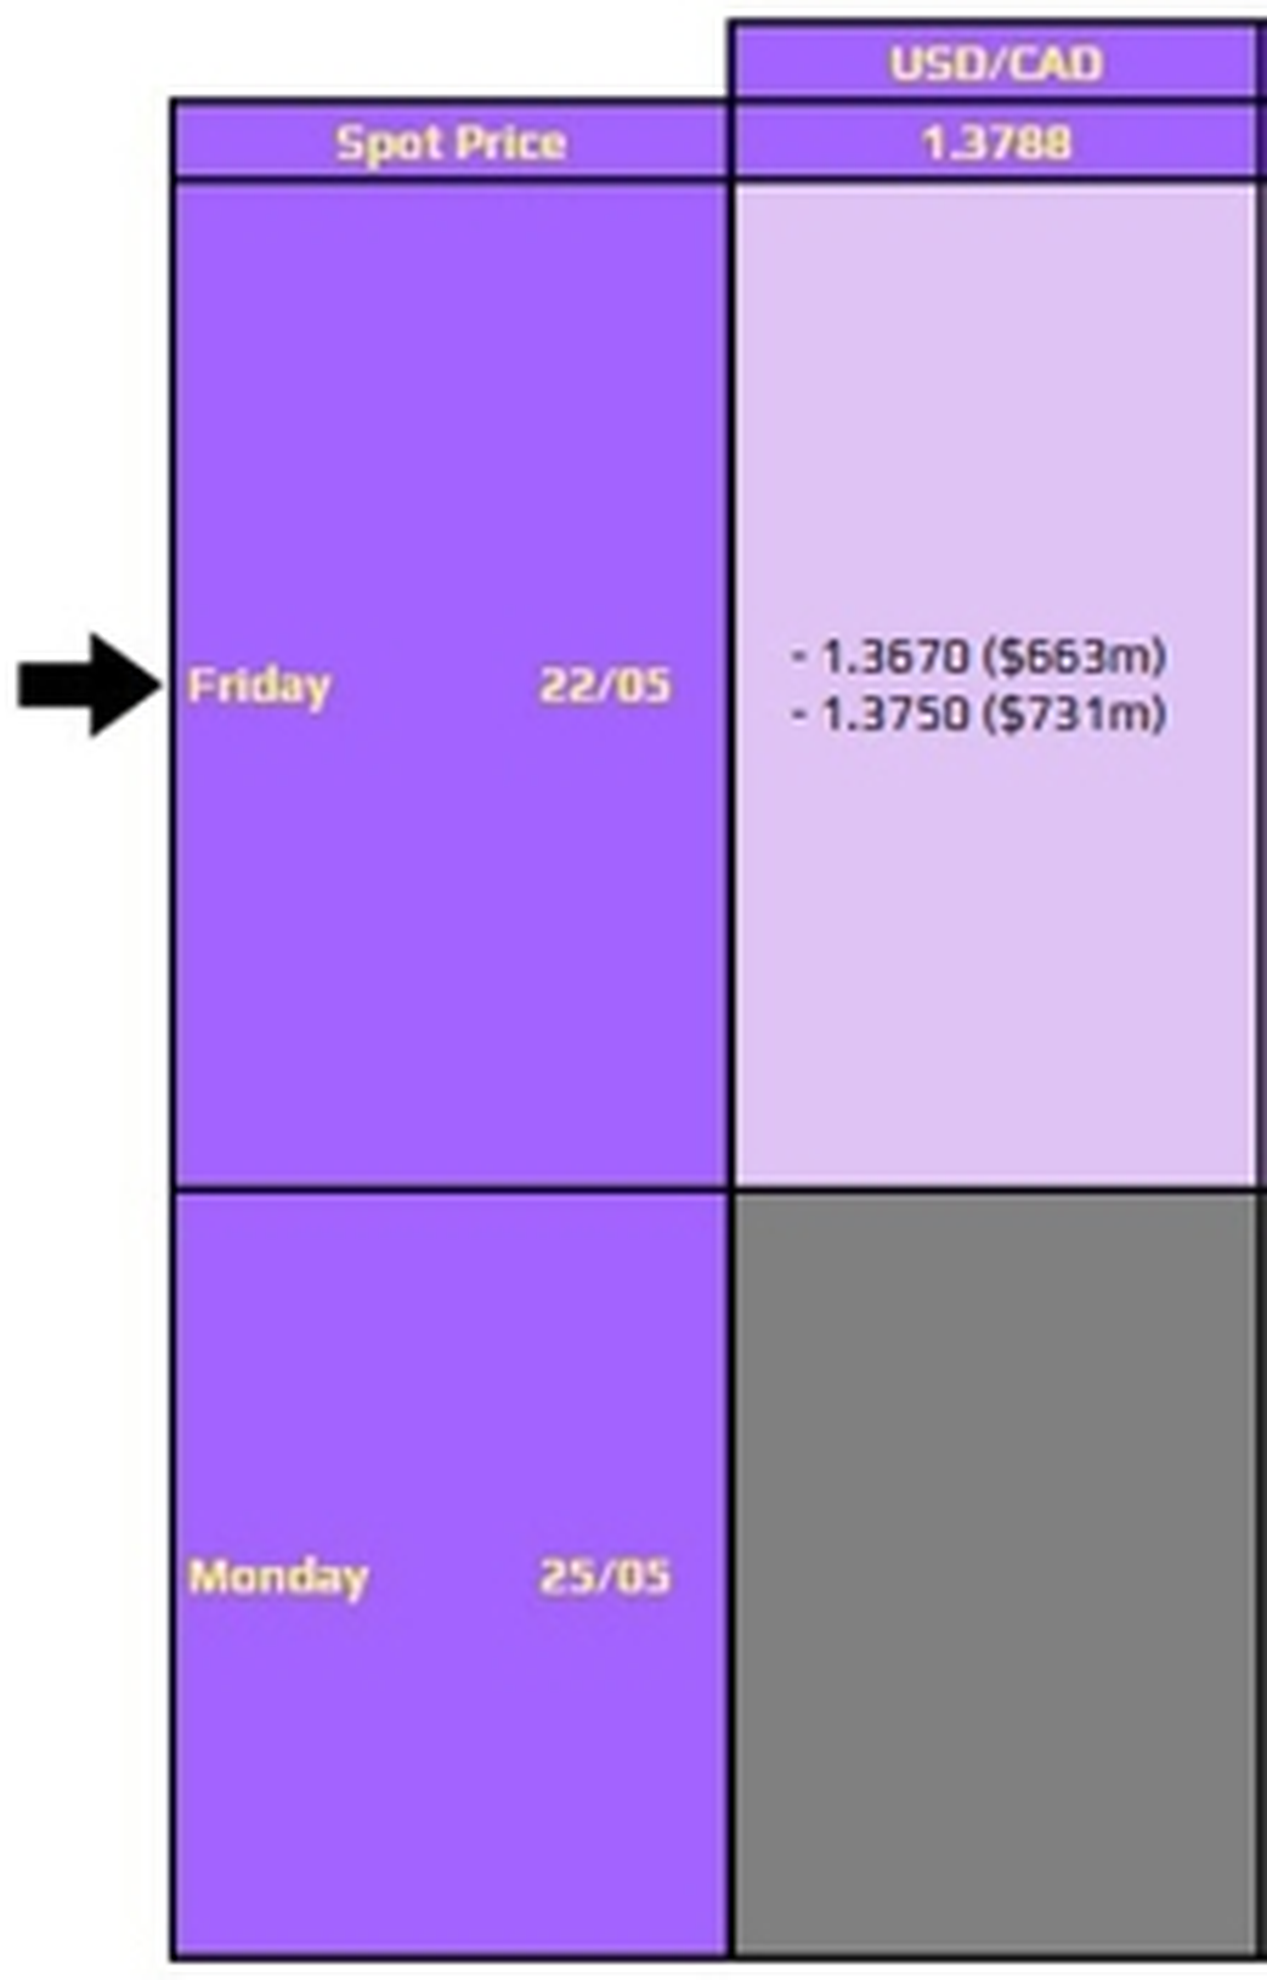 USD/CAD
Spot Price 1.3788
Friday 22/05
- 1.3670 ($663m)
- 1.3750 ($731m)
Monday 25/05